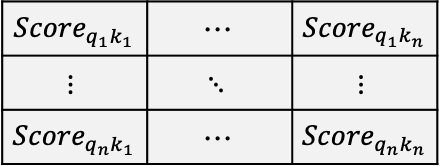 Score_{q_1k_1} ⋯ Score_{q_1k_n}
⋮ ⋱ ⋮
Score_{q_nk_1} ⋯ Score_{q_nk_n}